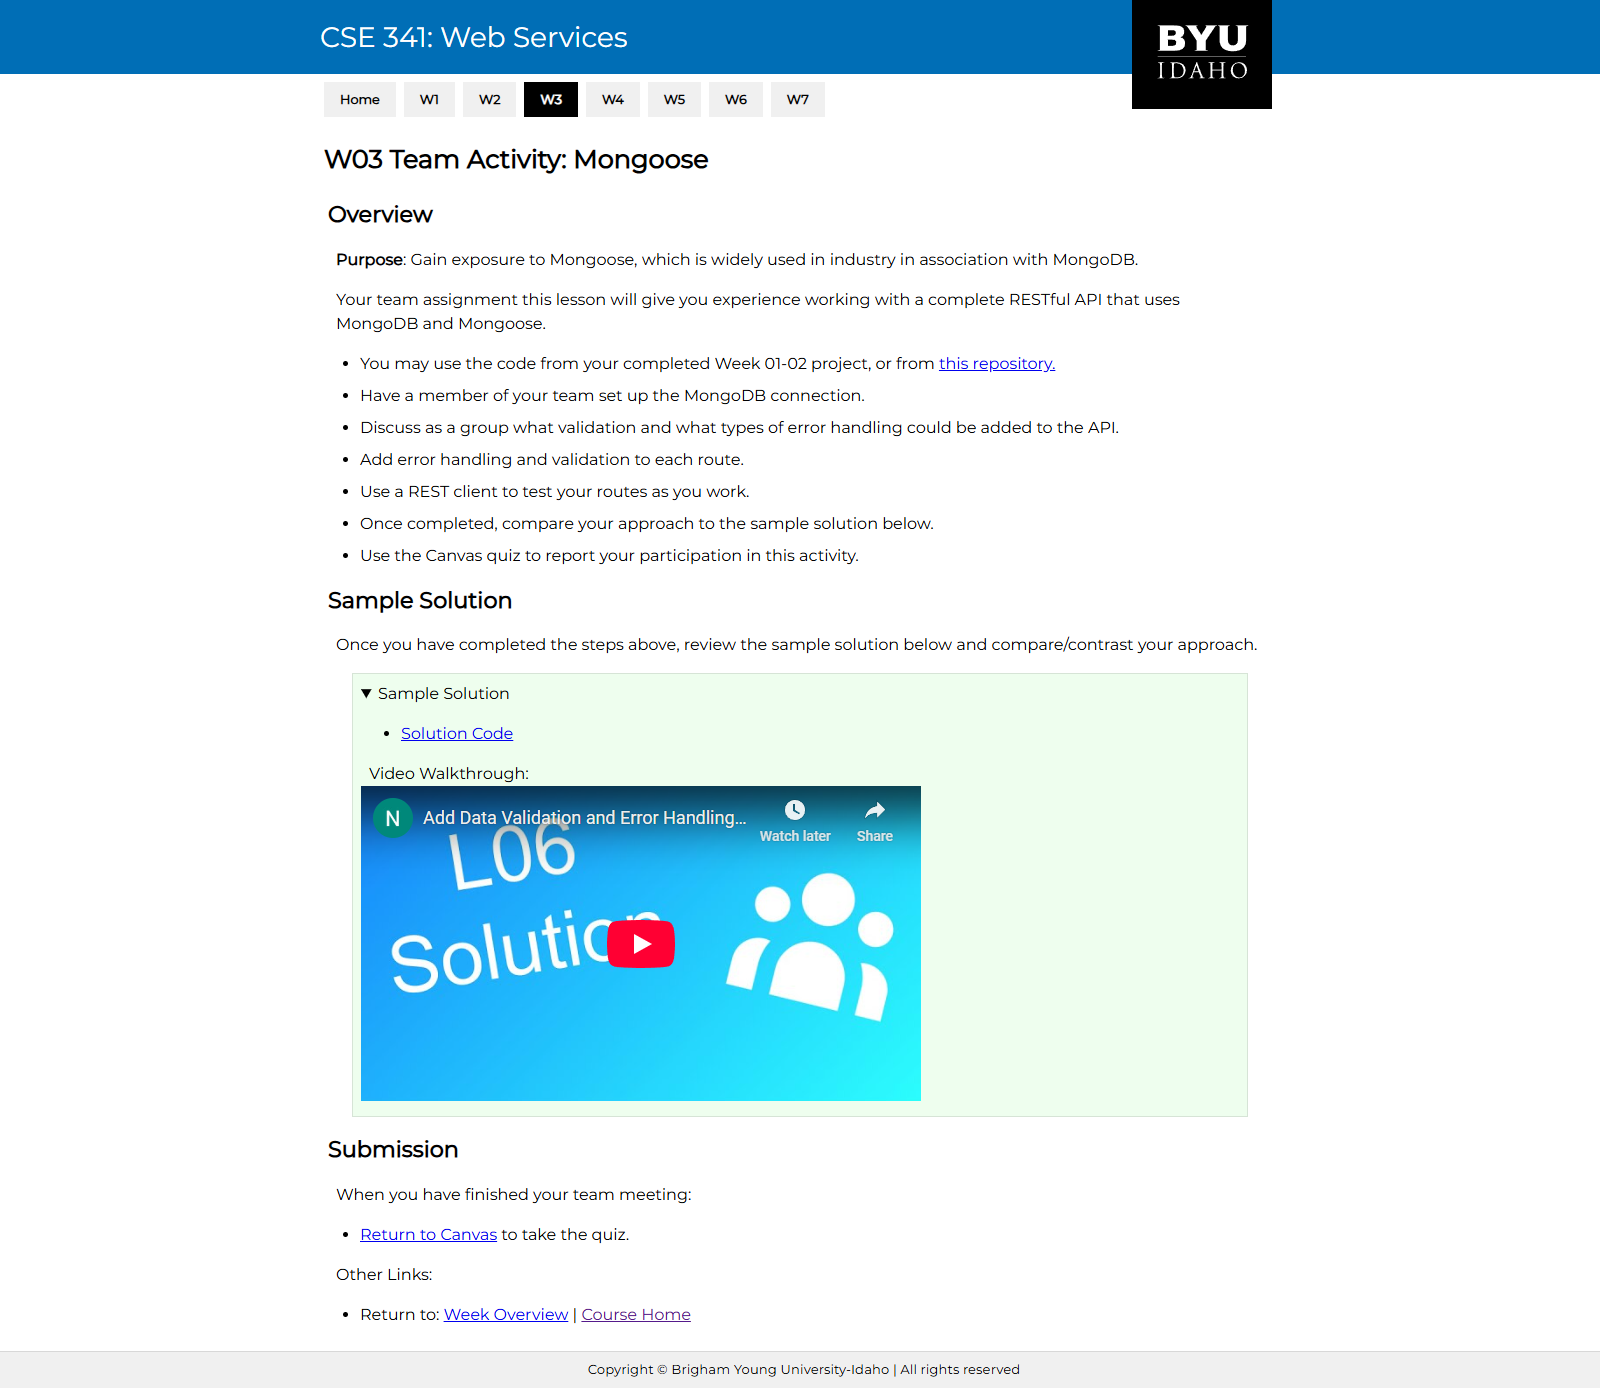 CSE 341: Web Services
BYU
IDAHO
Home W1 W2 W3 W4 W5 W6 W7
W03 Team Activity: Mongoose
Overview
Purpose: Gain exposure to Mongoose, which is widely used in industry in association with MongoDB.
Your team assignment this lesson will give you experience working with a complete RESTful API that uses
MongoDB and Mongoose.
• You may use the code from your completed Week 01-02 project, or from this repository.
• Have a member of your team set up the MongoDB connection.
• Discuss as a group what validation and what types of error handling could be added to the API.
• Add error handling and validation to each route.
• Use a REST client to test your routes as you work.
• Once completed, compare your approach to the sample solution below.
• Use the Canvas quiz to report your participation in this activity.
Sample Solution
Once you have completed the steps above, review the sample solution below and compare/contrast your approach.
▼ Sample Solution
• Solution Code
Video Walkthrough:
N Add Data Validation and Error Handling...
Watch later Share
L06
Solution
Submission
When you have finished your team meeting:
• Return to Canvas to take the quiz.
Other Links:
• Return to: Week Overview | Course Home
Copyright © Brigham Young University-Idaho | All rights reserved